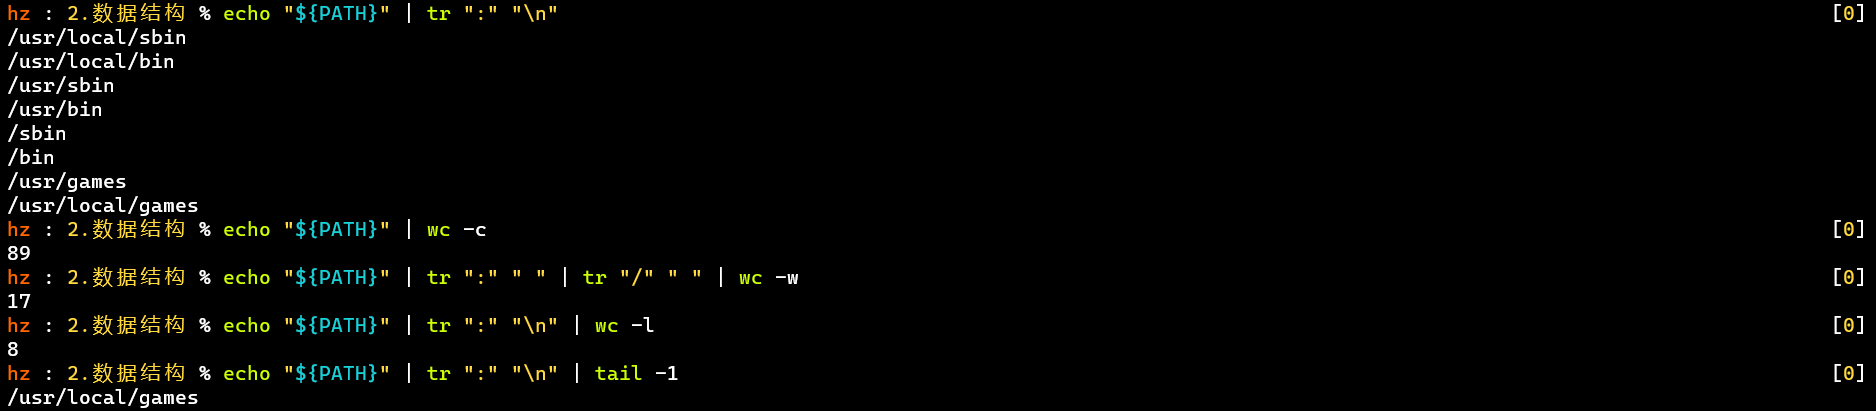 hz : 2.数据结构 % echo "${PATH}" | tr ":" "\n" [0]
/usr/local/sbin
/usr/local/bin
/usr/sbin
/usr/bin
/sbin
/bin
/usr/games
/usr/local/games
hz : 2.数据结构 % echo "${PATH}" | wc -c [0]
89
hz : 2.数据结构 % echo "${PATH}" | tr ":" " " | tr "/" " " | wc -w [0]
17
hz : 2.数据结构 % echo "${PATH}" | tr ":" "\n" | wc -l [0]
8
hz : 2.数据结构 % echo "${PATH}" | tr ":" "\n" | tail -1 [0]
/usr/local/games